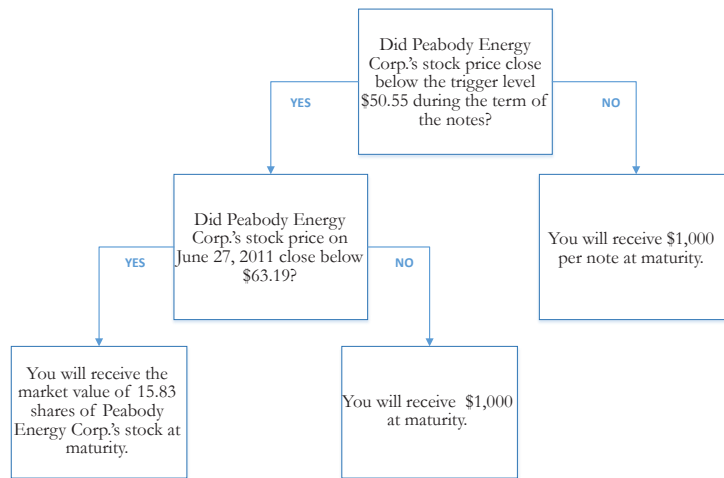 Did Peabody Energy
Corp.'s stock price close
below the trigger level
$50.55 during the term of
the notes?
YES
NO
Did Peabody Energy
Corp.'s stock price on
June 27, 2011 close below
$63.19?
You will receive $1,000
per note at maturity.
YES
NO
You will receive the
market value of 15.83
shares of Peabody
Energy Corp.'s stock at
maturity.
You will receive $1,000
at maturity.